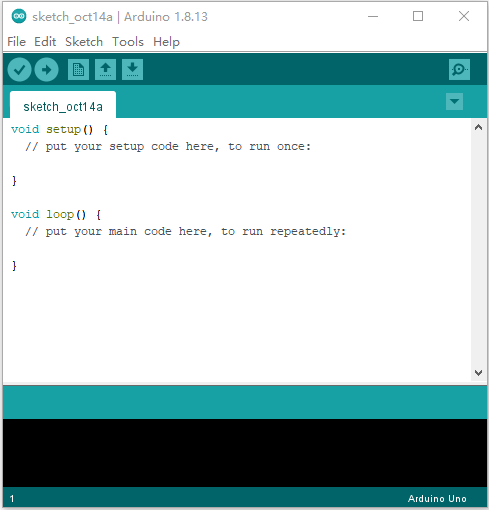 sketch_oct14a | Arduino 1.8.13
File Edit Sketch Tools Help
sketch_oct14a
void setup() {
  // put your setup code here, to run once:
}
void loop() {
  // put your main code here, to run repeatedly:
}
1
Arduino Uno